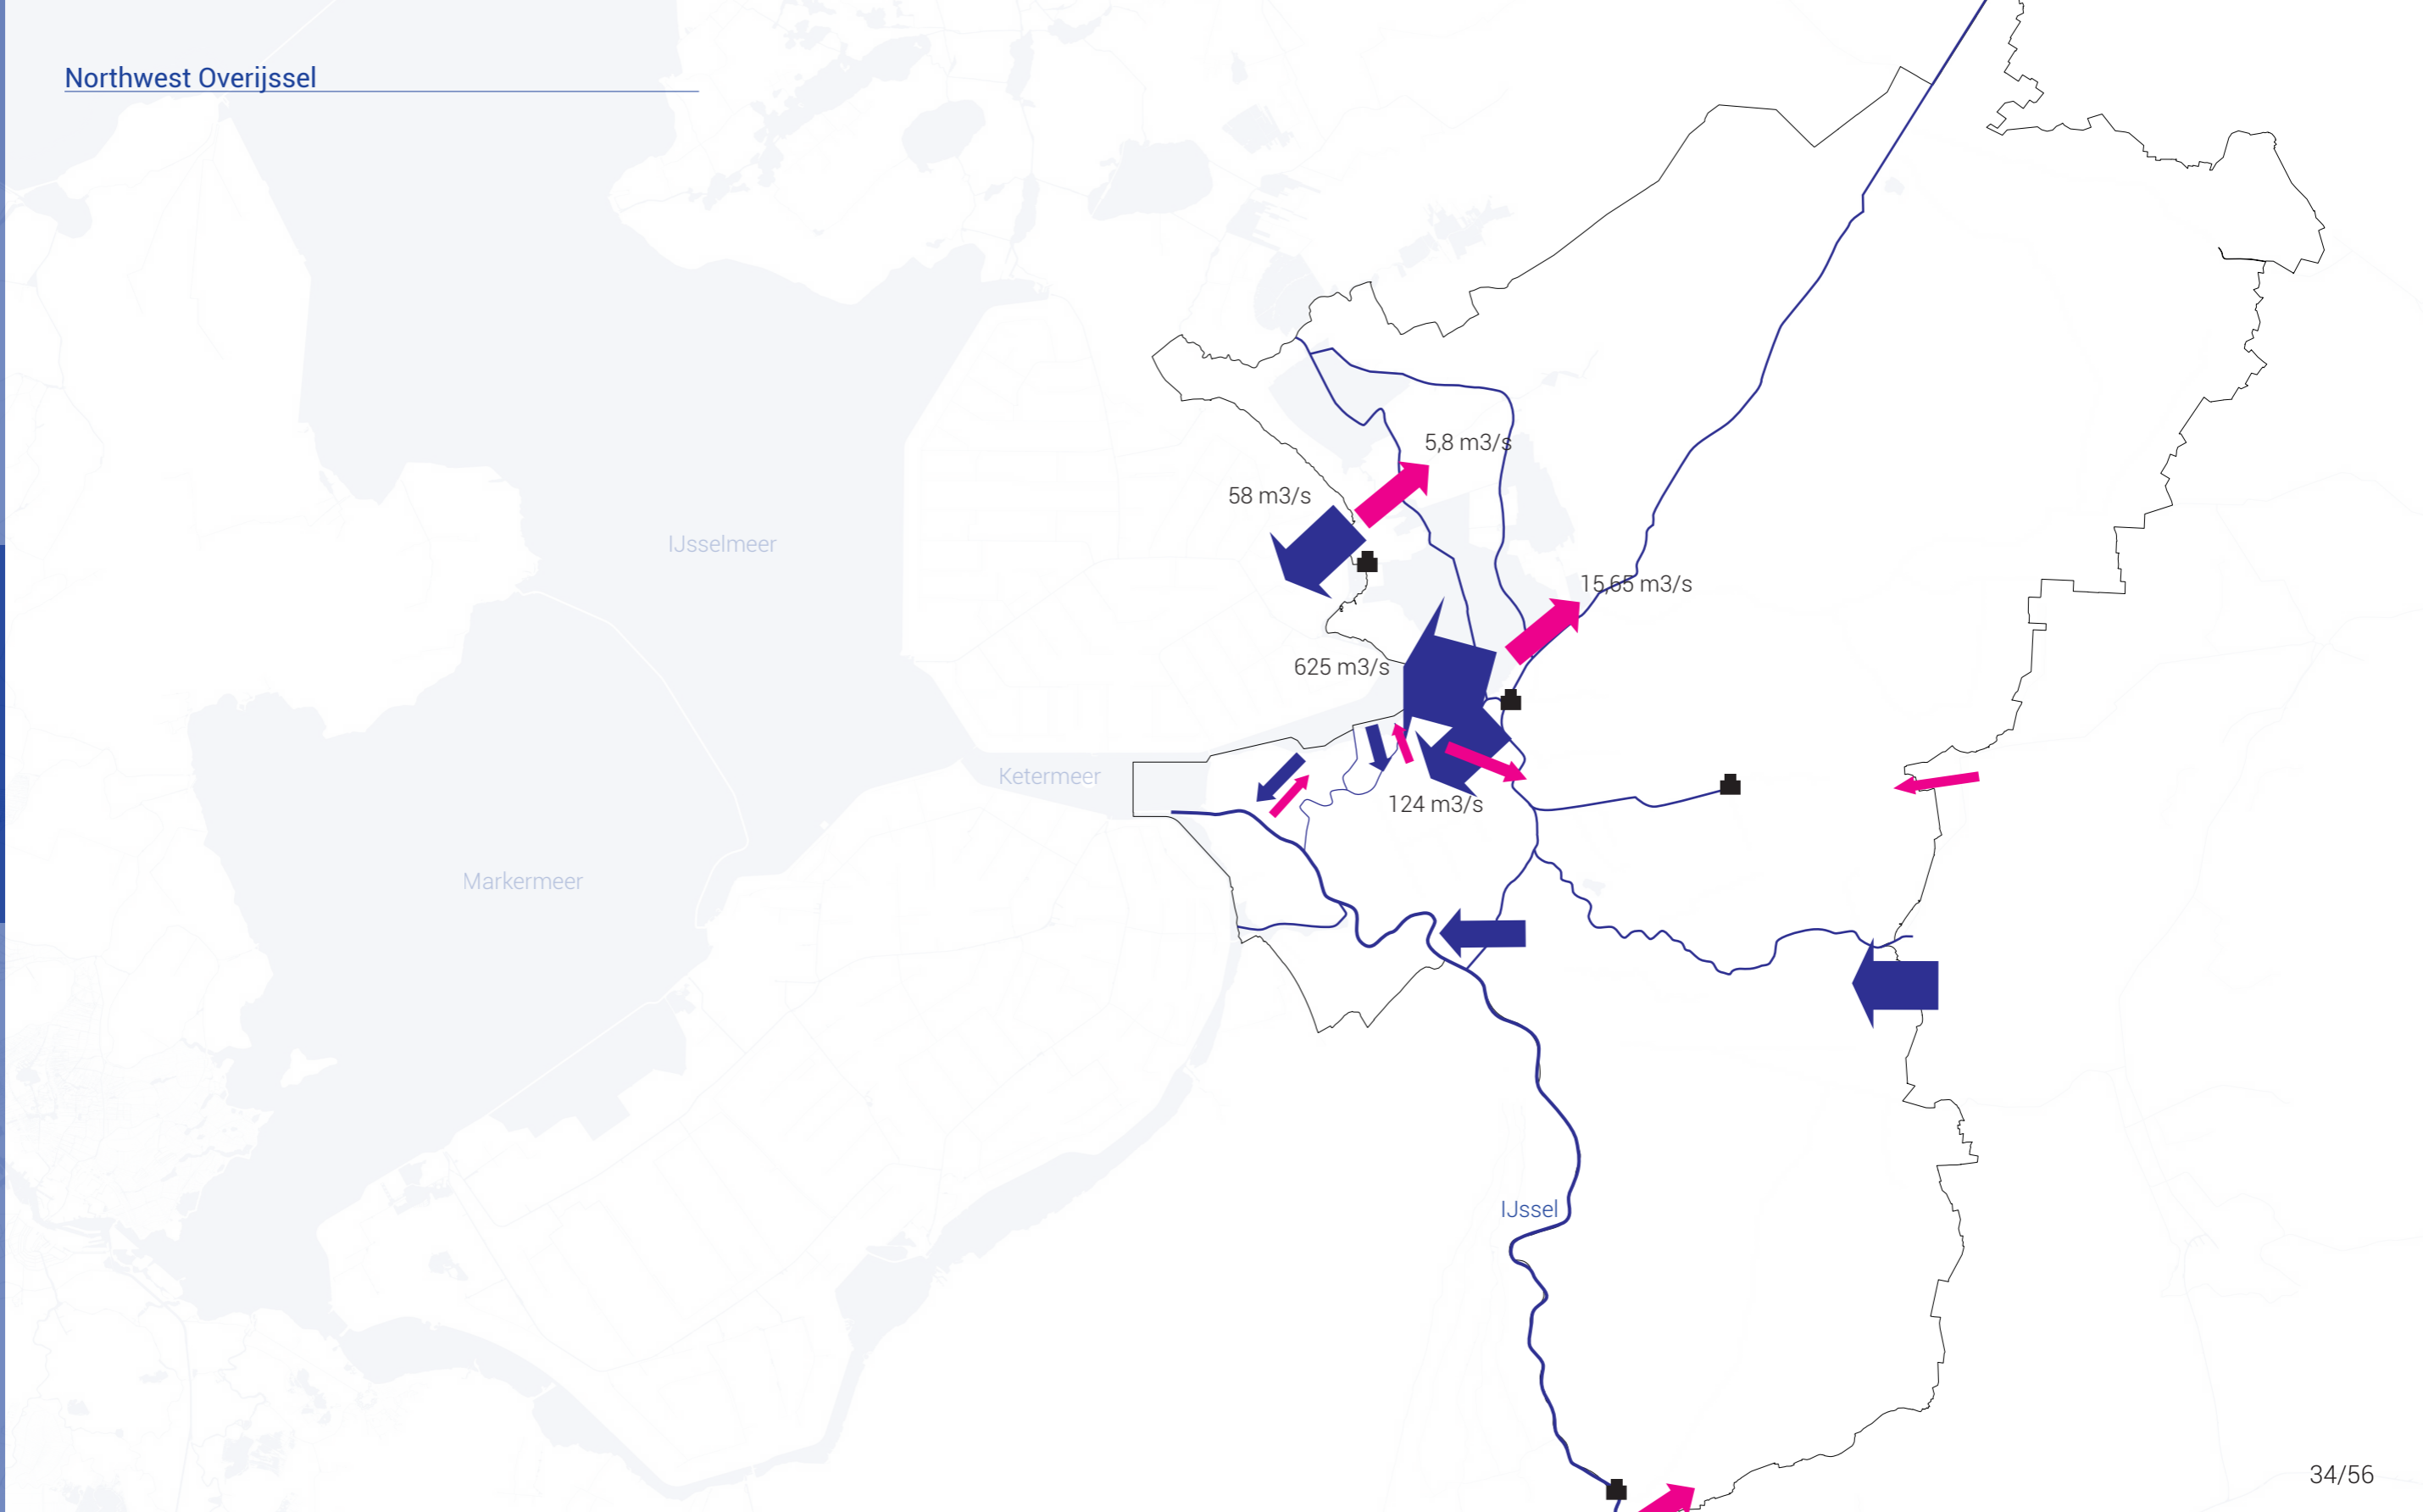 Northwest Overijssel
5,8 m3/s
58 m3/s
IJsselmeer
15,65 m3/s
625 m3/s
Ketermeer
124 m3/s
Markermeer
IJssel
34/56